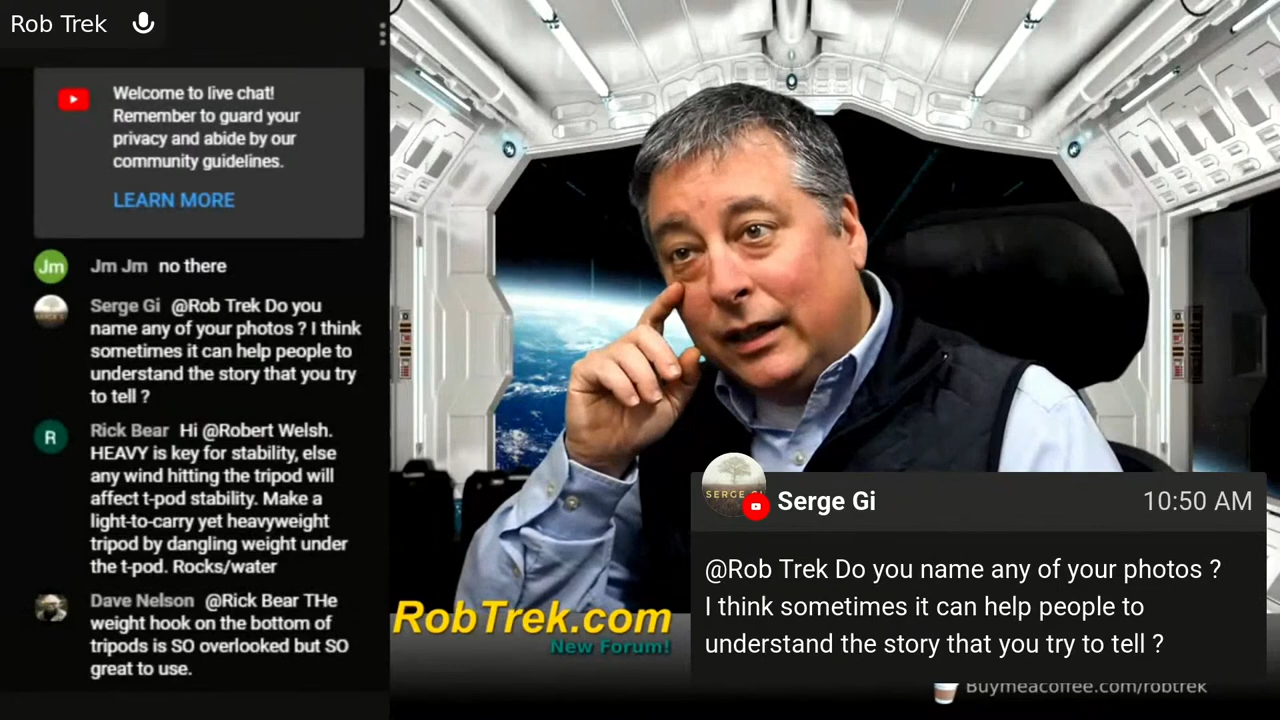 Rob Trek
Welcome to live chat!
Remember to guard your
privacy and abide by our
community guidelines.
LEARN MORE
Jm
Jm Jm no there
Serge Gi @Rob Trek Do you
name any of your photos ? I think
sometimes it can help people to
understand the story that you try
to tell ?
R
Rick Bear Hi @Robert Welsh.
HEAVY is key for stability, else
any wind hitting the tripod will
affect t-pod stability. Make a
light-to-carry yet heavyweight
tripod by dangling weight under
the t-pod. Rocks/water
Dave Nelson @Rick Bear THe
weight hook on the bottom of
tripods is SO overlooked but SO
great to use.
RobTrek.com
New Forum!
SERGE GI
Serge Gi 10:50 AM
@Rob Trek Do you name any of your photos ?
I think sometimes it can help people to
understand the story that you try to tell ?
Buymeacoffee.com/robtrek